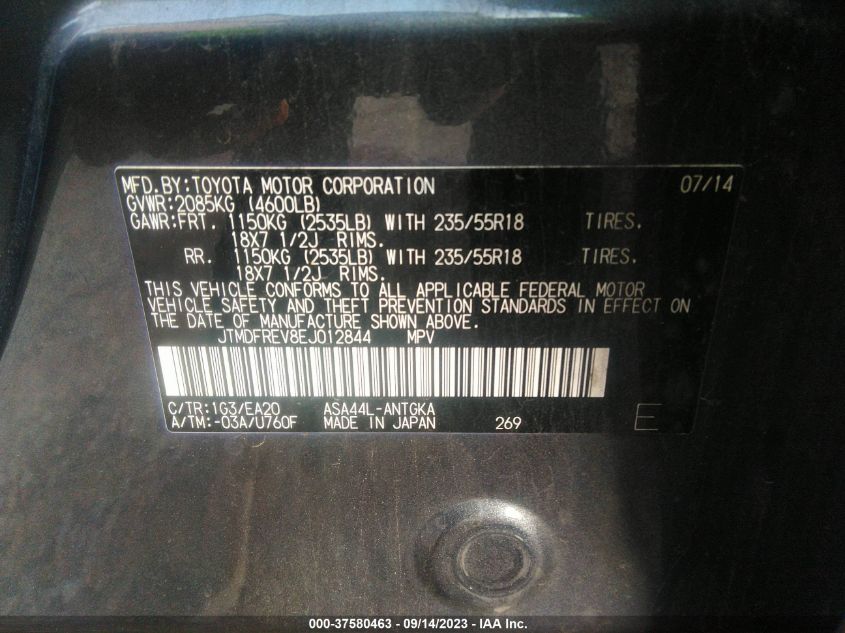 MFD.BY:TOYOTA MOTOR CORPORATION 07/14
GVWR:2085KG (4600LB)
GAWR:FRT. 1150KG (2535LB) WITH 235/55R18 TIRES.
18X7 1/2J RIMS.
RR. 1150KG (2535LB) WITH 235/55R18 TIRES.
18X7 1/2J RIMS.
THIS VEHICLE CONFORMS TO ALL APPLICABLE FEDERAL MOTOR
VEHICLE SAFETY AND THEFT PREVENTION STANDARDS IN EFFECT ON
THE DATE OF MANUFACTURE SHOWN ABOVE.
JTMDFREV8EJ012844 MPV
C/TR:1G3/EA20 ASA44L-ANTGKA
A/TM:-03A/U760F MADE IN JAPAN 269 E
000-37580463 - 09/14/2023 - IAA Inc.